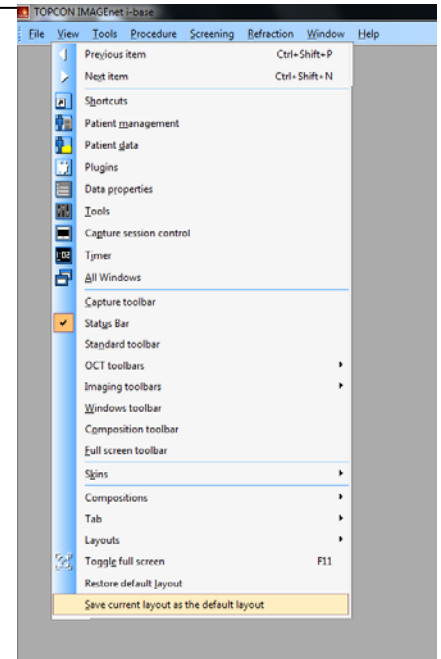 TOPCON IMAGEnet i-base
File View Tools Procedure Screening Refraction Window Help
Previous item Ctrl+Shift+P
Next item Ctrl+Shift+N
Shortcuts
Patient management
Patient data
Plugins
Data properties
Tools
Capture session control
Timer
All Windows
Capture toolbar
Status Bar
Standard toolbar
OCT toolbars
Imaging toolbars
Windows toolbar
Composition toolbar
Full screen toolbar
Skins
Compositions
Tab
Layouts
Toggle full screen F11
Restore default layout
Save current layout as the default layout